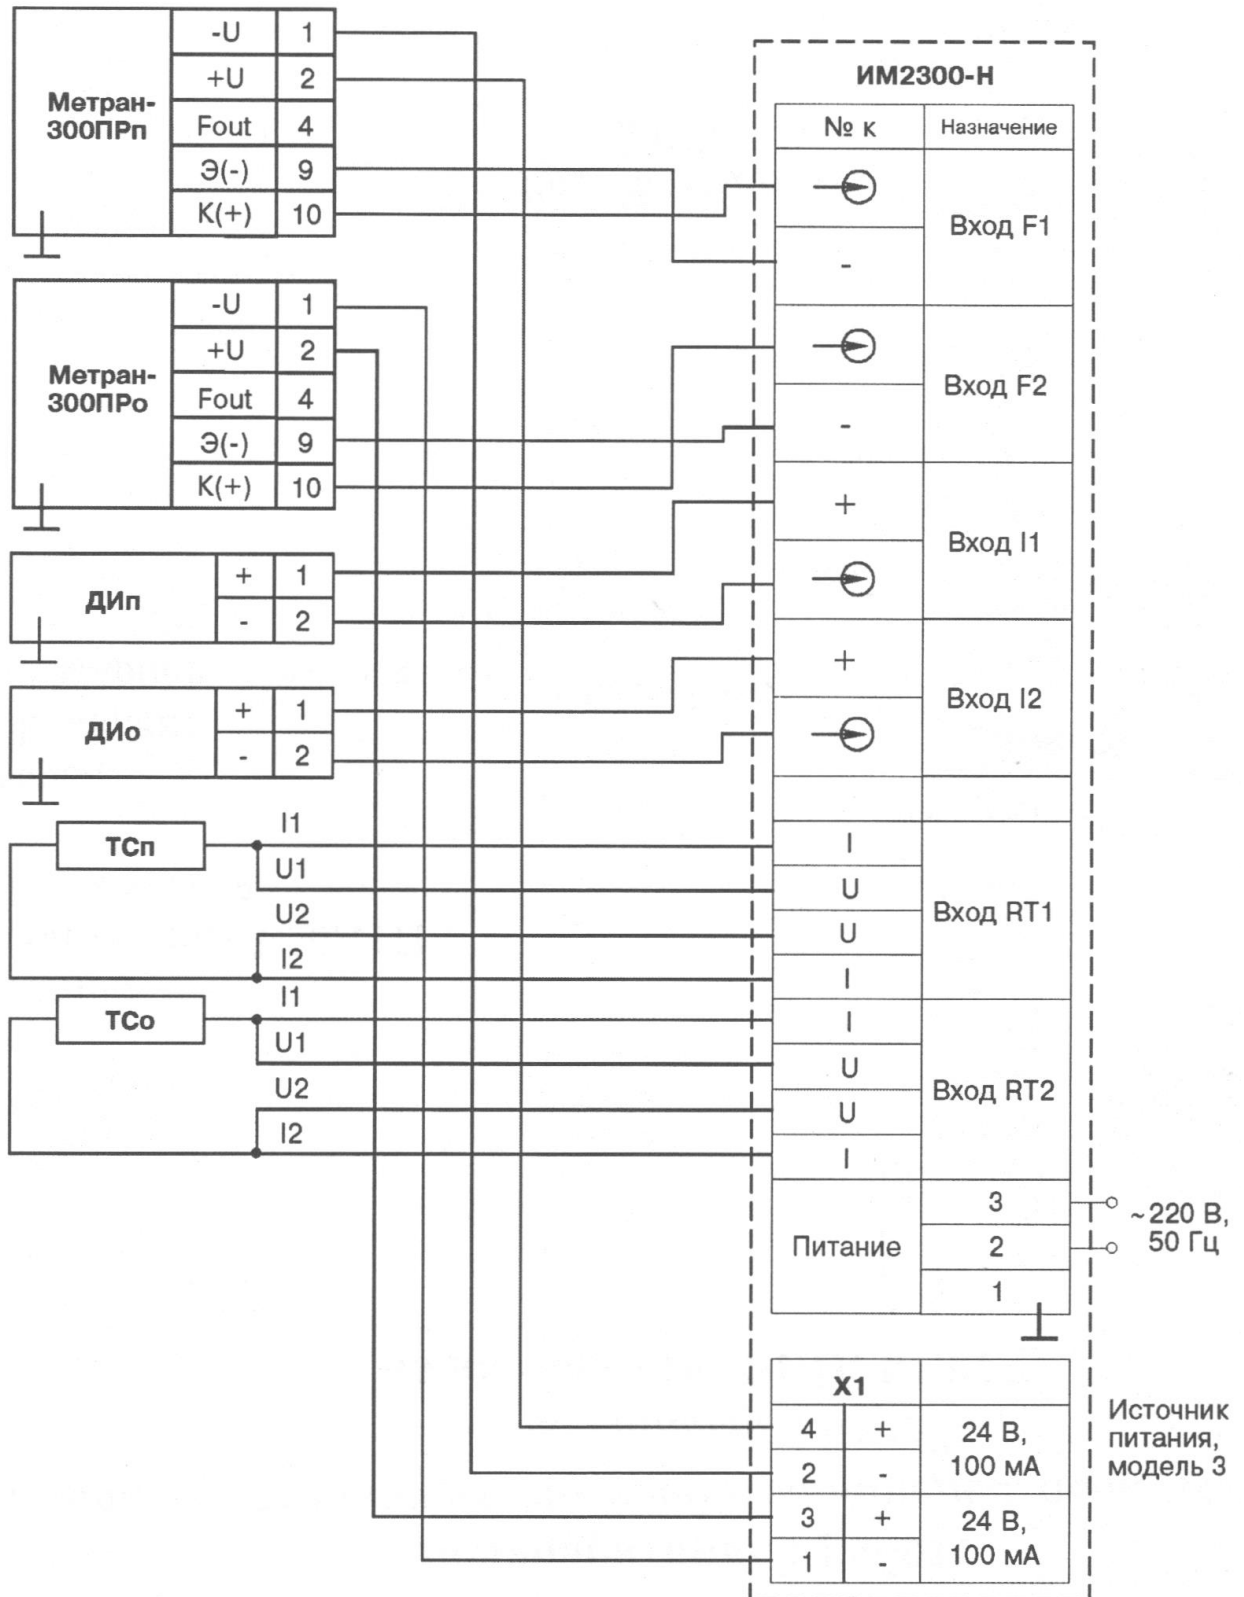 Метран-
300ПРп
-U 1
+U 2
Fout 4
Э(-) 9
К(+) 10
Метран-
300ПРо
-U 1
+U 2
Fout 4
Э(-) 9
К(+) 10
ДИп
+ 1
- 2
ДИо
+ 1
- 2
ТСп
I1
U1
U2
I2
ТСо
I1
U1
U2
I2
ИМ2300-Н
№ к Назначение
Вход F1
-
Вход F2
-
+
Вход I1
+
Вход I2
I
U
Вход RT1
U
I
I
U
Вход RT2
U
I
Питание
3
2
1
~220 В,
50 Гц
X1
4 +
2 -
24 В,
100 мА
3 +
1 -
24 В,
100 мА
Источник
питания,
модель 3